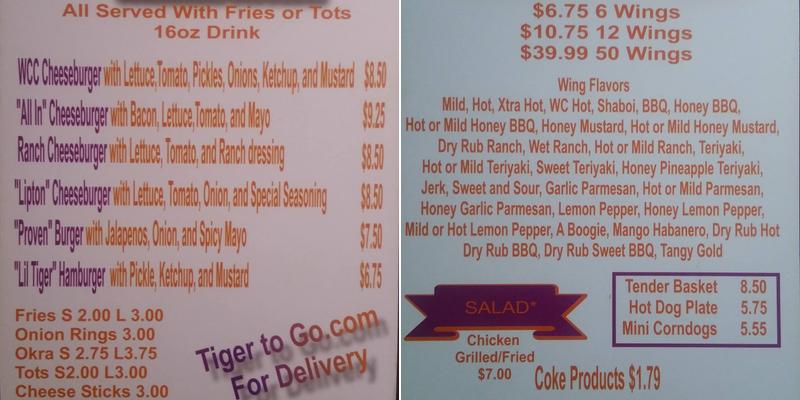 All Served With Fries or Tots
16oz Drink
WCC Cheeseburger with Lettuce,Tomato, Pickles, Onions, Ketchup, and Mustard $8.50
"All In" Cheeseburger with Bacon, Lettuce,Tomato, and Mayo $9.25
Ranch Cheeseburger with Lettuce, Tomato, and Ranch dressing $8.50
"Lipton" Cheeseburger with Lettuce, Tomato, Onion, and Special Seasoning $8.50
"Proven" Burger with Jalapenos, Onion, and Spicy Mayo $7.50
"Lil Tiger" Hamburger with Pickle, Ketchup, and Mustard $6.75
Fries S 2.00 L 3.00
Onion Rings 3.00
Okra S 2.75 L3.75
Tots S2.00 L3.00
Cheese Sticks 3.00
Tiger to Go.com
For Delivery
$6.75 6 Wings
$10.75 12 Wings
$39.99 50 Wings
Wing Flavors
Mild, Hot, Xtra Hot, WC Hot, Shaboi, BBQ, Honey BBQ,
Hot or Mild Honey BBQ, Honey Mustard, Hot or Mild Honey Mustard,
Dry Rub Ranch, Wet Ranch, Hot or Mild Ranch, Teriyaki,
Hot or Mild Teriyaki, Sweet Teriyaki, Honey Pineapple Teriyaki,
Jerk, Sweet and Sour, Garlic Parmesan, Hot or Mild Parmesan,
Honey Garlic Parmesan, Lemon Pepper, Honey Lemon Pepper,
Mild or Hot Lemon Pepper, A Boogie, Mango Habanero, Dry Rub Hot
Dry Rub BBQ, Dry Rub Sweet BBQ, Tangy Gold
SALAD*
Chicken
Grilled/Fried
$7.00
Tender Basket 8.50
Hot Dog Plate 5.75
Mini Corndogs 5.55
Coke Products $1.79